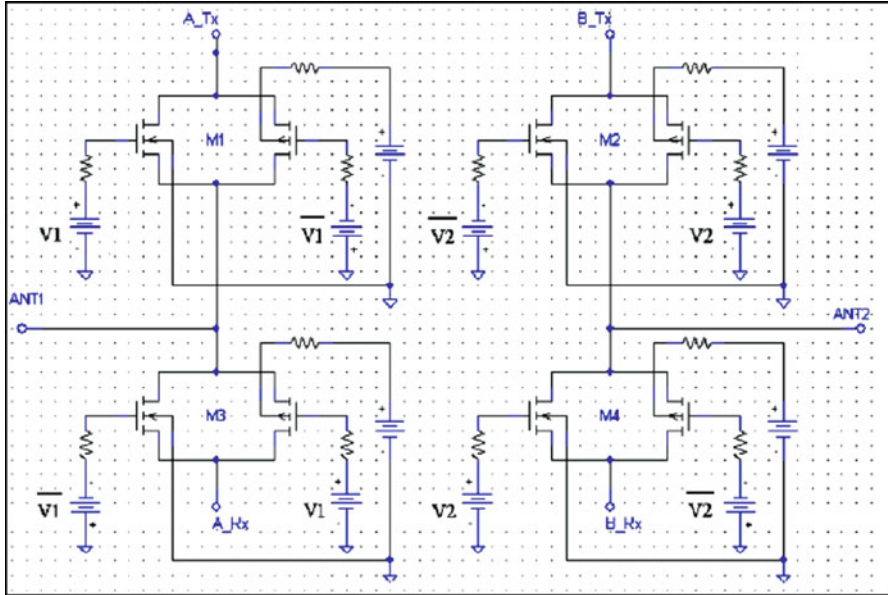 A_Tx B_Tx
M1 M2
V1 V1̅ V2̅ V2
ANT1 ANT2
M3 M4
V1̅ V1 V2 V2̅
A_Rx B_Rx